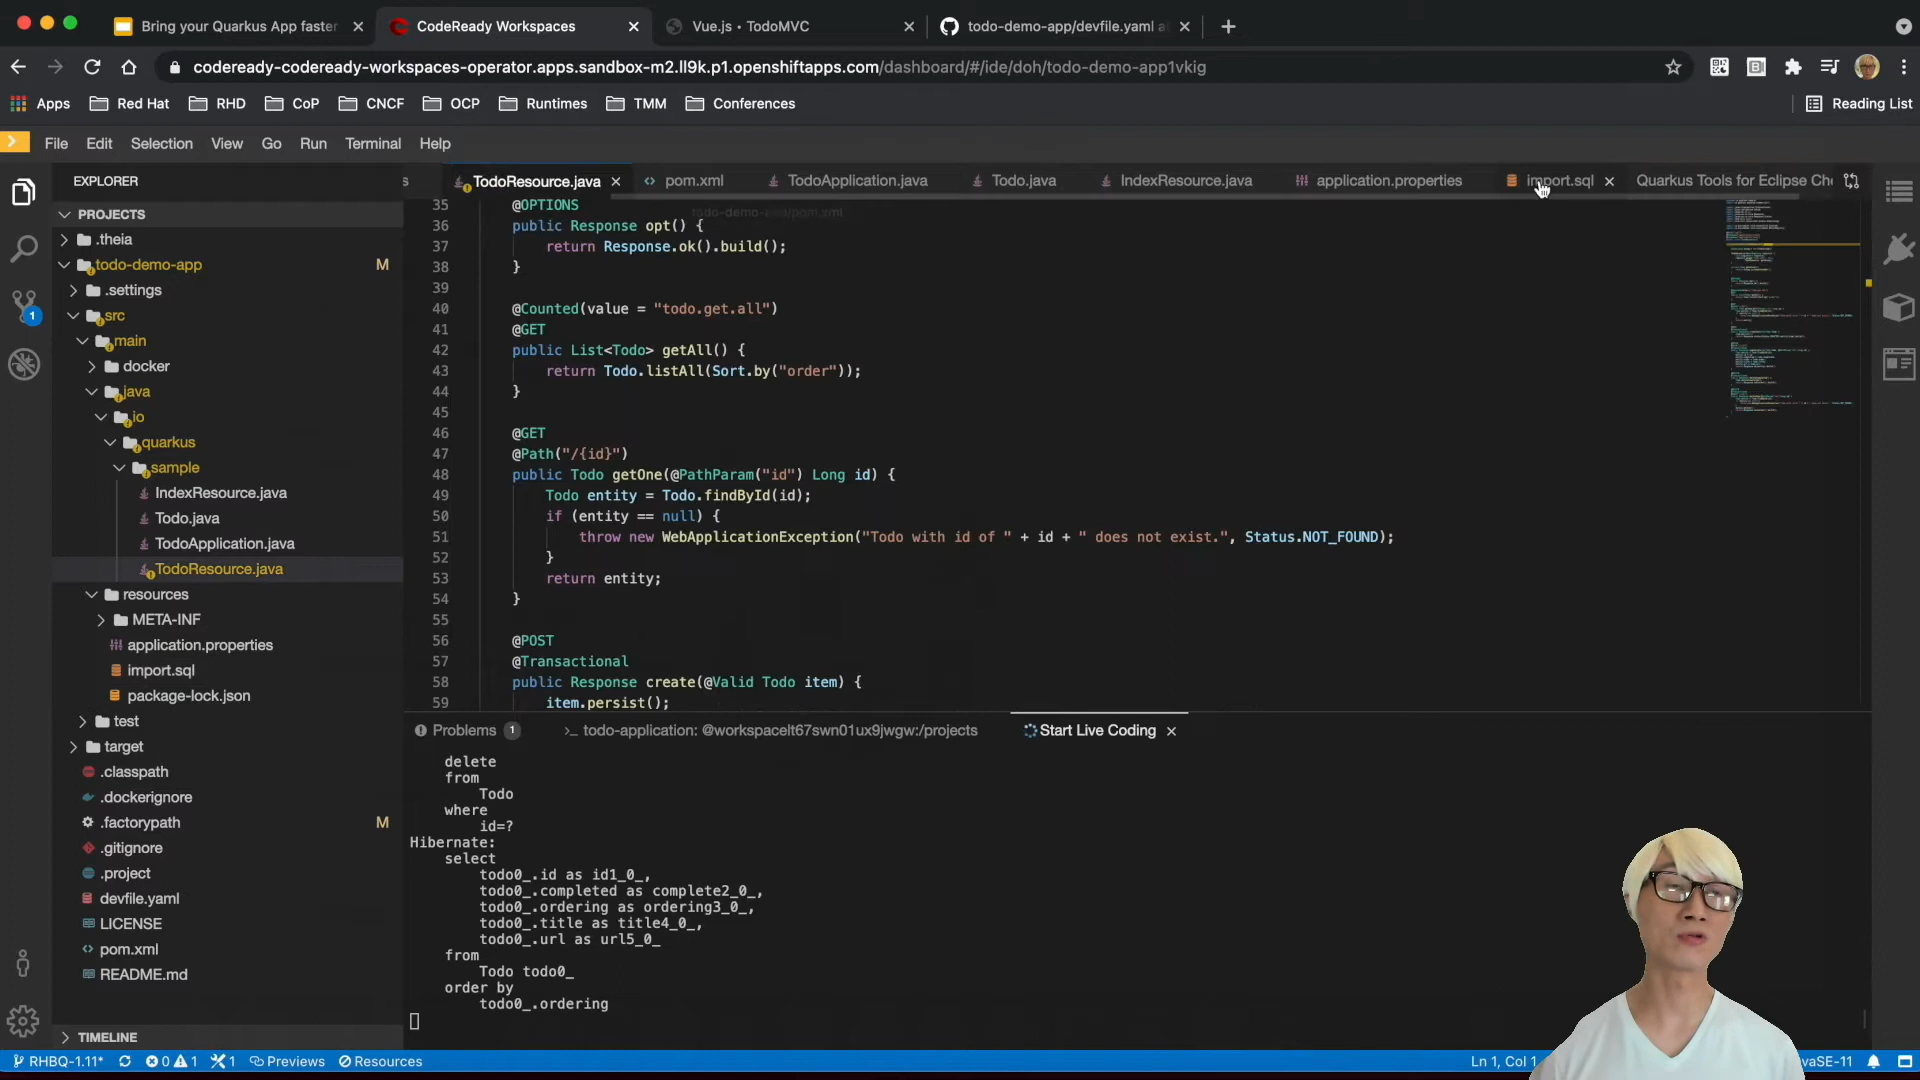 Bring your Quarkus App faster
CodeReady Workspaces
Vue.js • TodoMVC
todo-demo-app/devfile.yaml a
codeready-codeready-workspaces-operator.apps.sandbox-m2.ll9k.p1.openshiftapps.com/dashboard/#/ide/doh/todo-demo-app1vkig
Apps Red Hat RHD CoP CNCF OCP Runtimes TMM Conferences Reading List
File Edit Selection View Go Run Terminal Help
EXPLORER
PROJECTS
.theia
todo-demo-app M
.settings
src
main
docker
java
io
quarkus
sample
IndexResource.java
Todo.java
TodoApplication.java
TodoResource.java
resources
META-INF
application.properties
import.sql
package-lock.json
test
target
.classpath
.dockerignore
.factorypath M
.gitignore
.project
devfile.yaml
LICENSE
pom.xml
README.md
TIMELINE
1
s TodoResource.java pom.xml TodoApplication.java Todo.java IndexResource.java application.properties import.sql Quarkus Tools for Eclipse Che
todo-demo-app/pom.xml
35 @OPTIONS
36 public Response opt() {
37 return Response.ok().build();
38 }
39
40 @Counted(value = "todo.get.all")
41 @GET
42 public List<Todo> getAll() {
43 return Todo.listAll(Sort.by("order"));
44 }
45
46 @GET
47 @Path("/{id}")
48 public Todo getOne(@PathParam("id") Long id) {
49 Todo entity = Todo.findById(id);
50 if (entity == null) {
51 throw new WebApplicationException("Todo with id of " + id + " does not exist.", Status.NOT_FOUND);
52 }
53 return entity;
54 }
55
56 @POST
57 @Transactional
58 public Response create(@Valid Todo item) {
59 item.persist();
Problems 1 >_ todo-application: @workspacelt67swn01ux9jwgw:/projects Start Live Coding
delete
from
Todo
where
id=?
Hibernate:
select
todo0_.id as id1_0_,
todo0_.completed as complete2_0_,
todo0_.ordering as ordering3_0_,
todo0_.title as title4_0_,
todo0_.url as url5_0_
from
Todo todo0_
order by
todo0_.ordering
RHBQ-1.11* 0 1 1 Previews Resources Ln 1, Col 1 vaSE-11